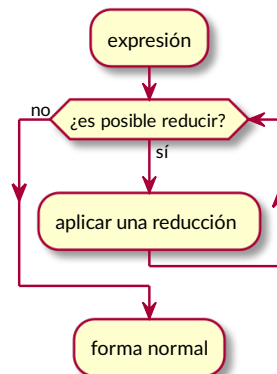 expresión
no
¿es posible reducir?
sí
aplicar una reducción
forma normal